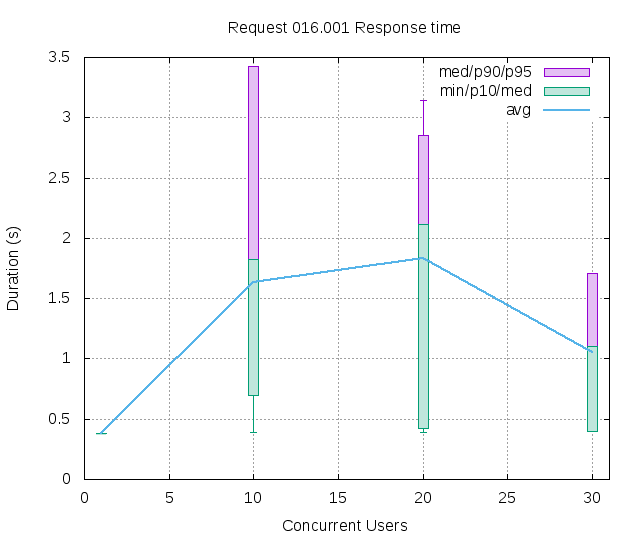 Request 016.001 Response time
3.5
3
2.5
2
1.5
1
0.5
0
Duration (s)
med/p90/p95
min/p10/med
avg
0 5 10 15 20 25 30
Concurrent Users